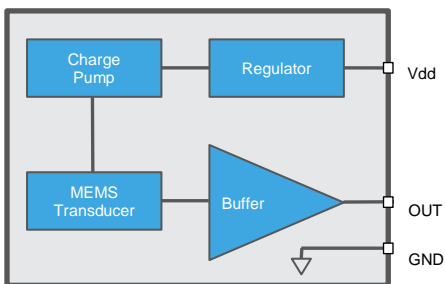 Charge
Pump
Regulator
Vdd
MEMS
Transducer
Buffer
OUT
GND